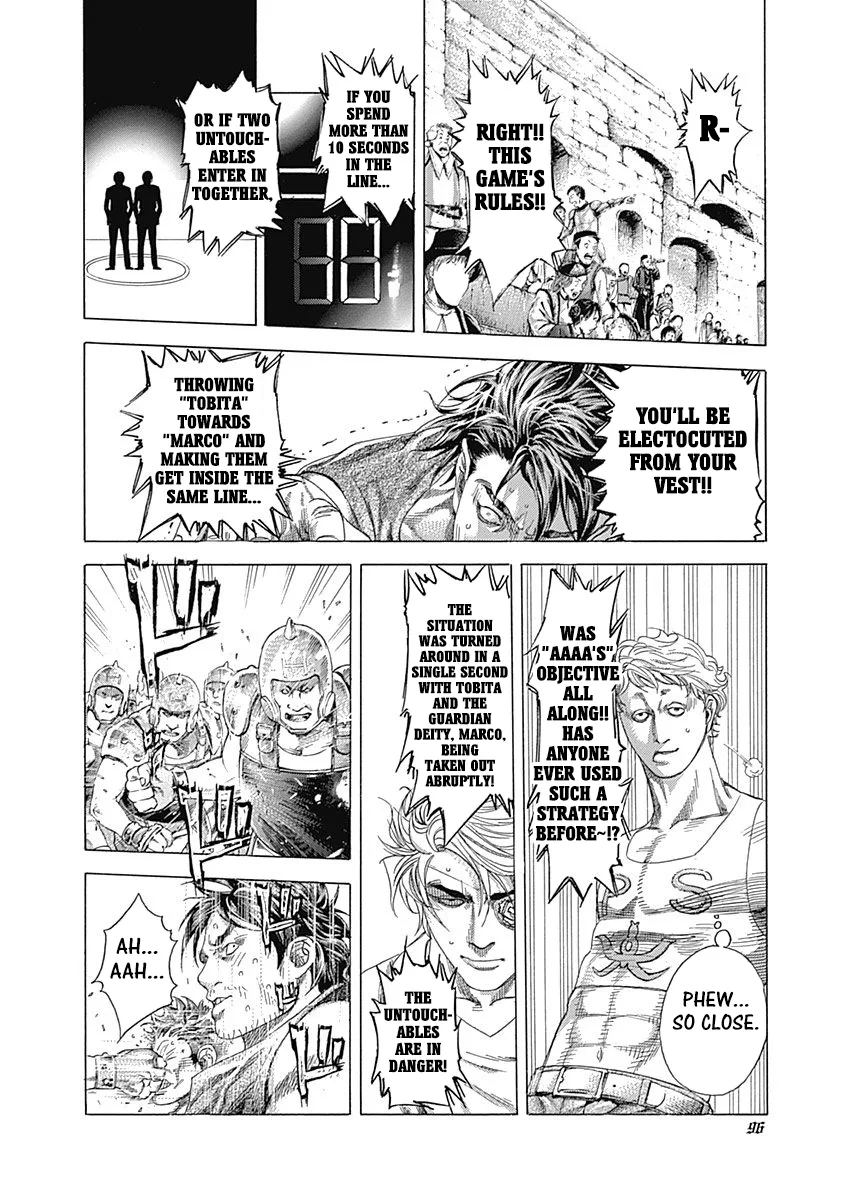 R-
RIGHT!!
THIS
GAME'S
RULES!!
IF YOU
SPEND
MORE THAN
10 SECONDS
IN THE
LINE...
OR IF TWO
UNTOUCH-
ABLES
ENTER IN
TOGETHER,
YOU'LL BE
ELECTOCUTED
FROM YOUR
VEST!!
THROWING
"TOBITA"
TOWARDS
"MARCO" AND
MAKING THEM
GET INSIDE
THE
SAME LINE...
WAS
"AAAA'S"
OBJECTIVE
ALL
ALONG!!
HAS
ANYONE
EVER USED
SUCH A
STRATEGY
BEFORE~!?
S
PHEW...
SO CLOSE.
THE
SITUATION
WAS TURNED
AROUND IN A
SINGLE SECOND
WITH TOBITA
AND THE
GUARDIAN
DEITY, MARCO,
BEING
TAKEN OUT
ABRUPTLY!
THE
UNTOUCH-
ABLES
ARE IN
DANGER!
AH...
AAH...
96